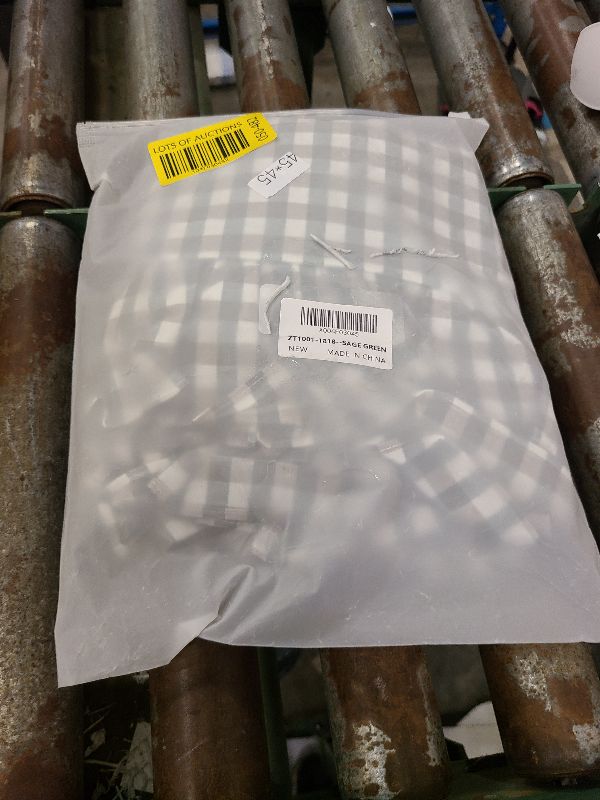 LOTS OF AUCTIONS
45*45
ZT1001-1818--SAGE GREEN
NEW MADE IN CHINA